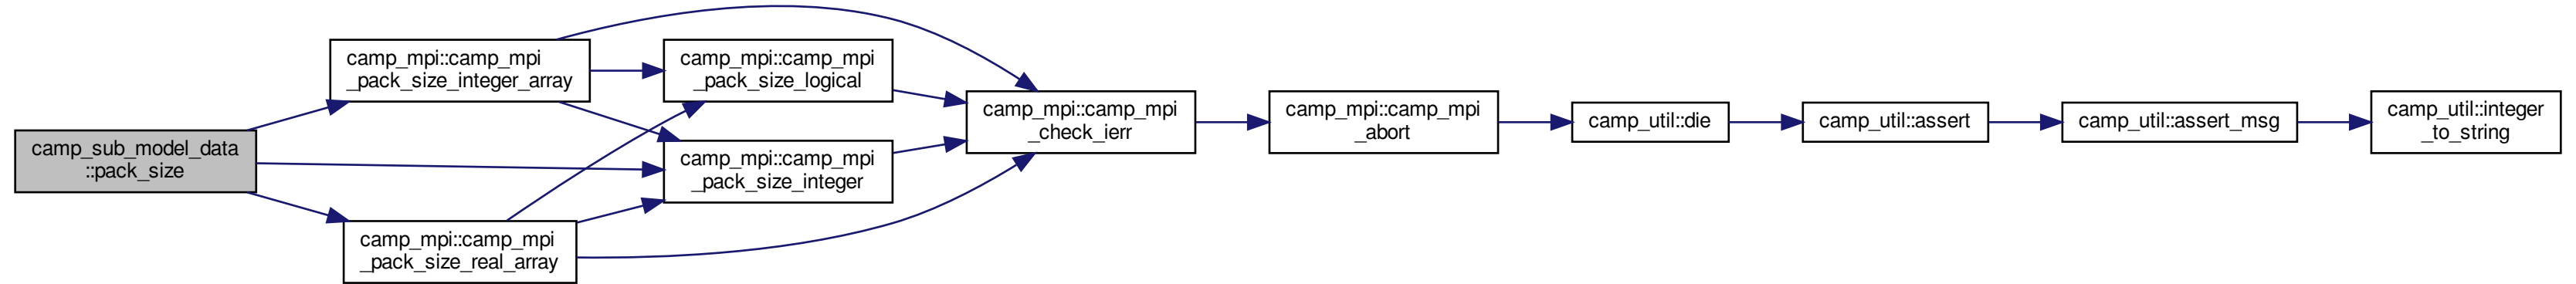 camp_sub_model_data
::pack_size
camp_mpi::camp_mpi
_pack_size_integer_array
camp_mpi::camp_mpi
_pack_size_real_array
camp_mpi::camp_mpi
_pack_size_logical
camp_mpi::camp_mpi
_pack_size_integer
camp_mpi::camp_mpi
_check_ierr
camp_mpi::camp_mpi
_abort
camp_util::die
camp_util::assert
camp_util::assert_msg
camp_util::integer
_to_string